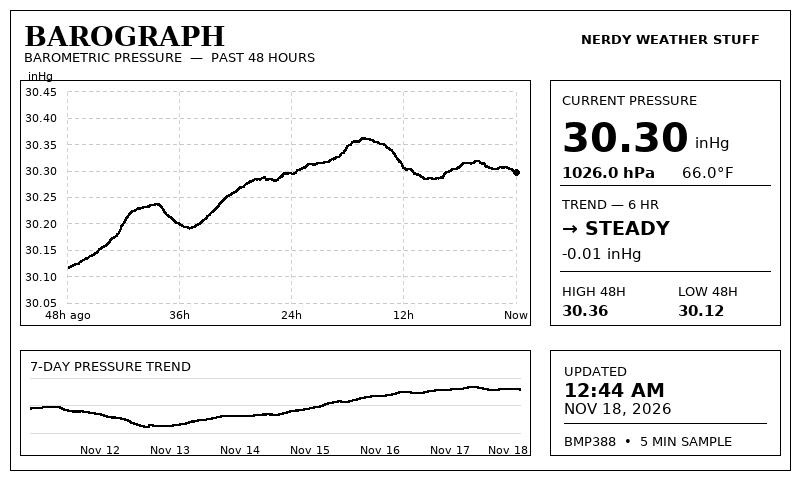 BAROGRAPH
BAROMETRIC PRESSURE — PAST 48 HOURS
NERDY WEATHER STUFF
inHg
30.45
30.40
30.35
30.30
30.25
30.20
30.15
30.10
30.05
48h ago 36h 24h 12h Now
CURRENT PRESSURE
30.30 inHg
1026.0 hPa 66.0°F
TREND — 6 HR
→ STEADY
-0.01 inHg
HIGH 48H LOW 48H
30.36 30.12
7-DAY PRESSURE TREND
Nov 12 Nov 13 Nov 14 Nov 15 Nov 16 Nov 17 Nov 18
UPDATED
12:44 AM
NOV 18, 2026
BMP388 • 5 MIN SAMPLE